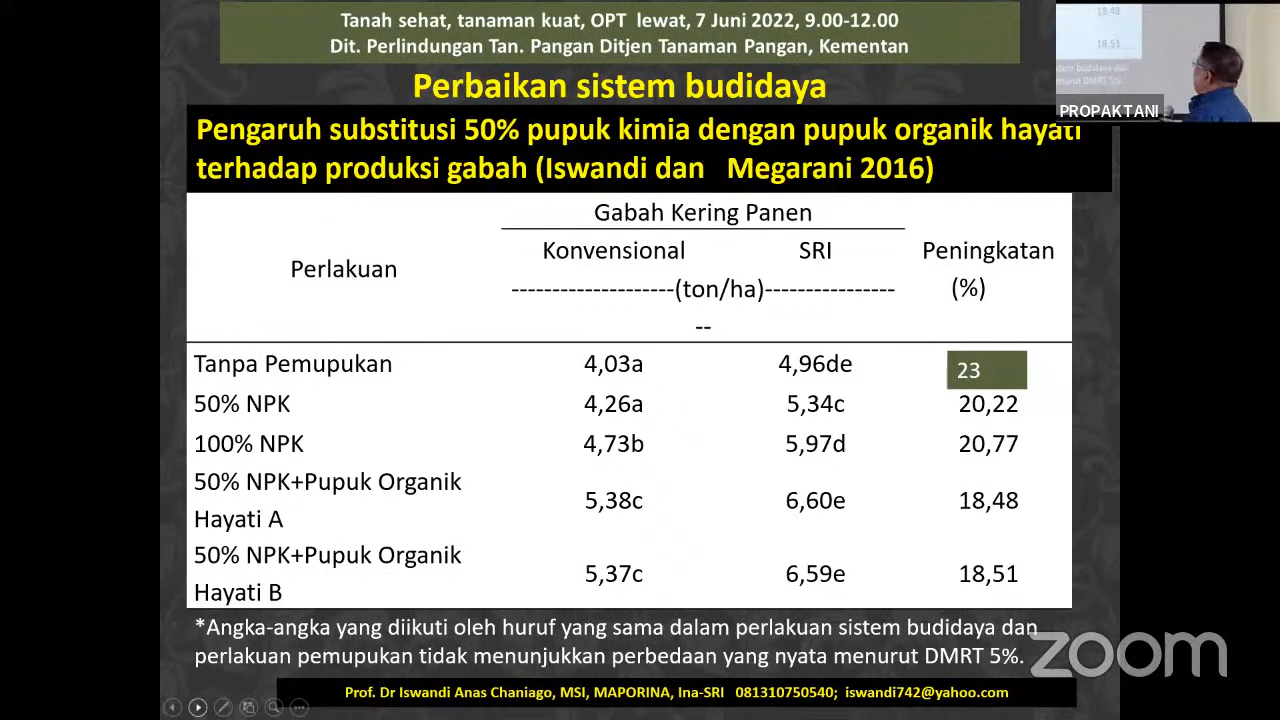 Tanah sehat, tanaman kuat, OPT lewat, 7 Juni 2022, 9.00-12.00
Dit. Perlindungan Tan. Pangan Ditjen Tanaman Pangan, Kementan
Perbaikan sistem budidaya
Pengaruh substitusi 50% pupuk kimia dengan pupuk organik hayati
terhadap produksi gabah (Iswandi dan Megarani 2016)
18,51
PROPAKTANI
Perlakuan
Gabah Kering Panen
Konvensional SRI Peningkatan
--------------------(ton/ha)---------------- (%)
--
Tanpa Pemupukan 4,03a 4,96de 23
50% NPK 4,26a 5,34c 20,22
100% NPK 4,73b 5,97d 20,77
50% NPK+Pupuk Organik
Hayati A 5,38c 6,60e 18,48
50% NPK+Pupuk Organik
Hayati B 5,37c 6,59e 18,51
*Angka-angka yang diikuti oleh huruf yang sama dalam perlakuan sistem budidaya dan
perlakuan pemupukan tidak menunjukkan perbedaan yang nyata menurut DMRT 5%.
zoom
Prof. Dr Iswandi Anas Chaniago, MSI, MAPORINA, Ina-SRI 081310750540; iswandi742@yahoo.com